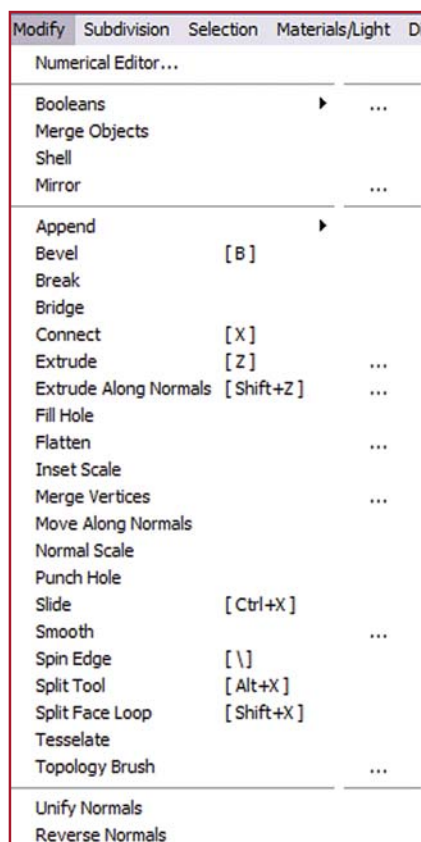 Modify Subdivision Selection Materials/Light
Numerical Editor...
Booleans ...
Merge Objects
Shell
Mirror ...
Append
Bevel [B]
Break
Bridge
Connect [X]
Extrude [Z] ...
Extrude Along Normals [Shift+Z] ...
Fill Hole
Flatten ...
Inset Scale
Merge Vertices ...
Move Along Normals
Normal Scale
Punch Hole
Slide [Ctrl+X]
Smooth ...
Spin Edge [\]
Split Tool [Alt+X]
Split Face Loop [Shift+X]
Tesselate
Topology Brush ...
Unify Normals
Reverse Normals